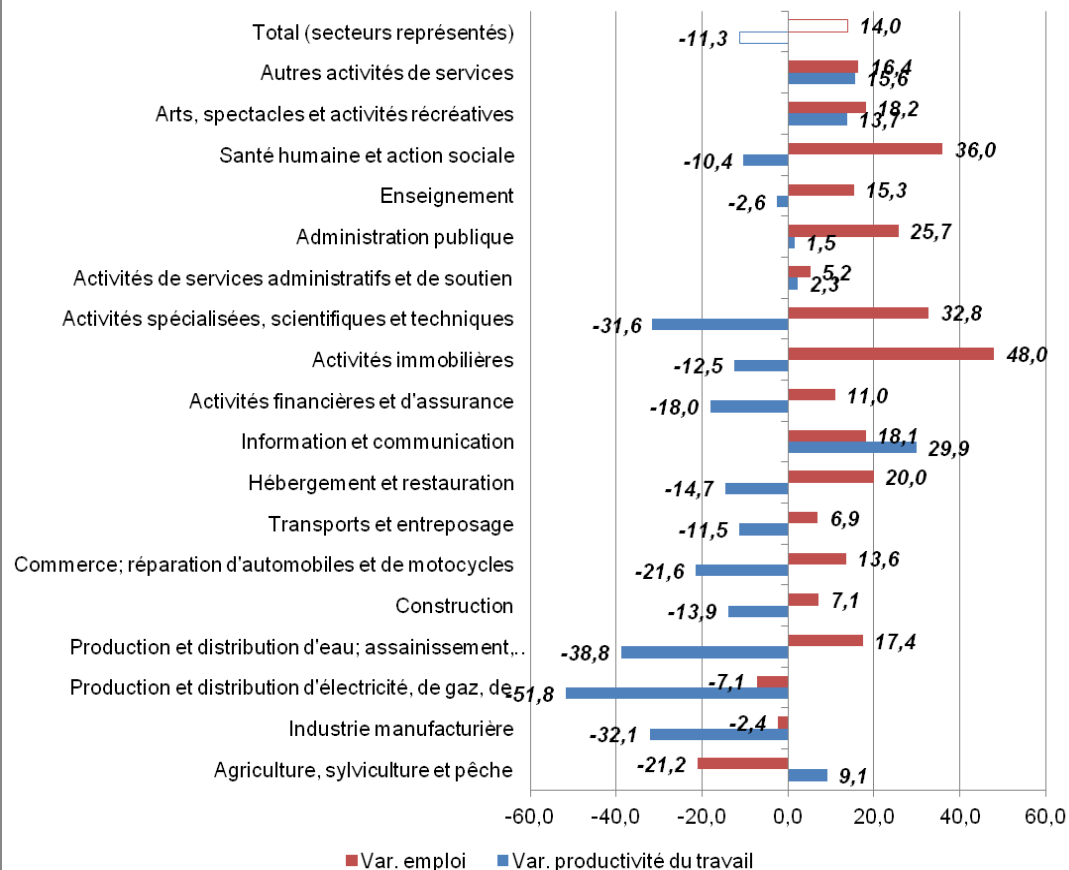 Total (secteurs représentés) -11,3 14,0
Autres activités de services 16,4 15,6
Arts, spectacles et activités récréatives 18,2 13,7
Santé humaine et action sociale -10,4 36,0
Enseignement -2,6 15,3
Administration publique 25,7 1,5
Activités de services administratifs et de soutien 5,2 2,3
Activités spécialisées, scientifiques et techniques -31,6 32,8
Activités immobilières -12,5 48,0
Activités financières et d'assurance -18,0 11,0
Information et communication 18,1 29,9
Hébergement et restauration -14,7 20,0
Transports et entreposage -11,5 6,9
Commerce; réparation d'automobiles et de motocycles -21,6 13,6
Construction -13,9 7,1
Production et distribution d'eau; assainissement,.. -38,8 17,4
Production et distribution d'électricité, de gaz, de -51,8 -7,1
Industrie manufacturière -32,1 -2,4
Agriculture, sylviculture et pêche -21,2 9,1
-60,0 -40,0 -20,0 0,0 20,0 40,0 60,0
Var. emploi Var. productivité du travail